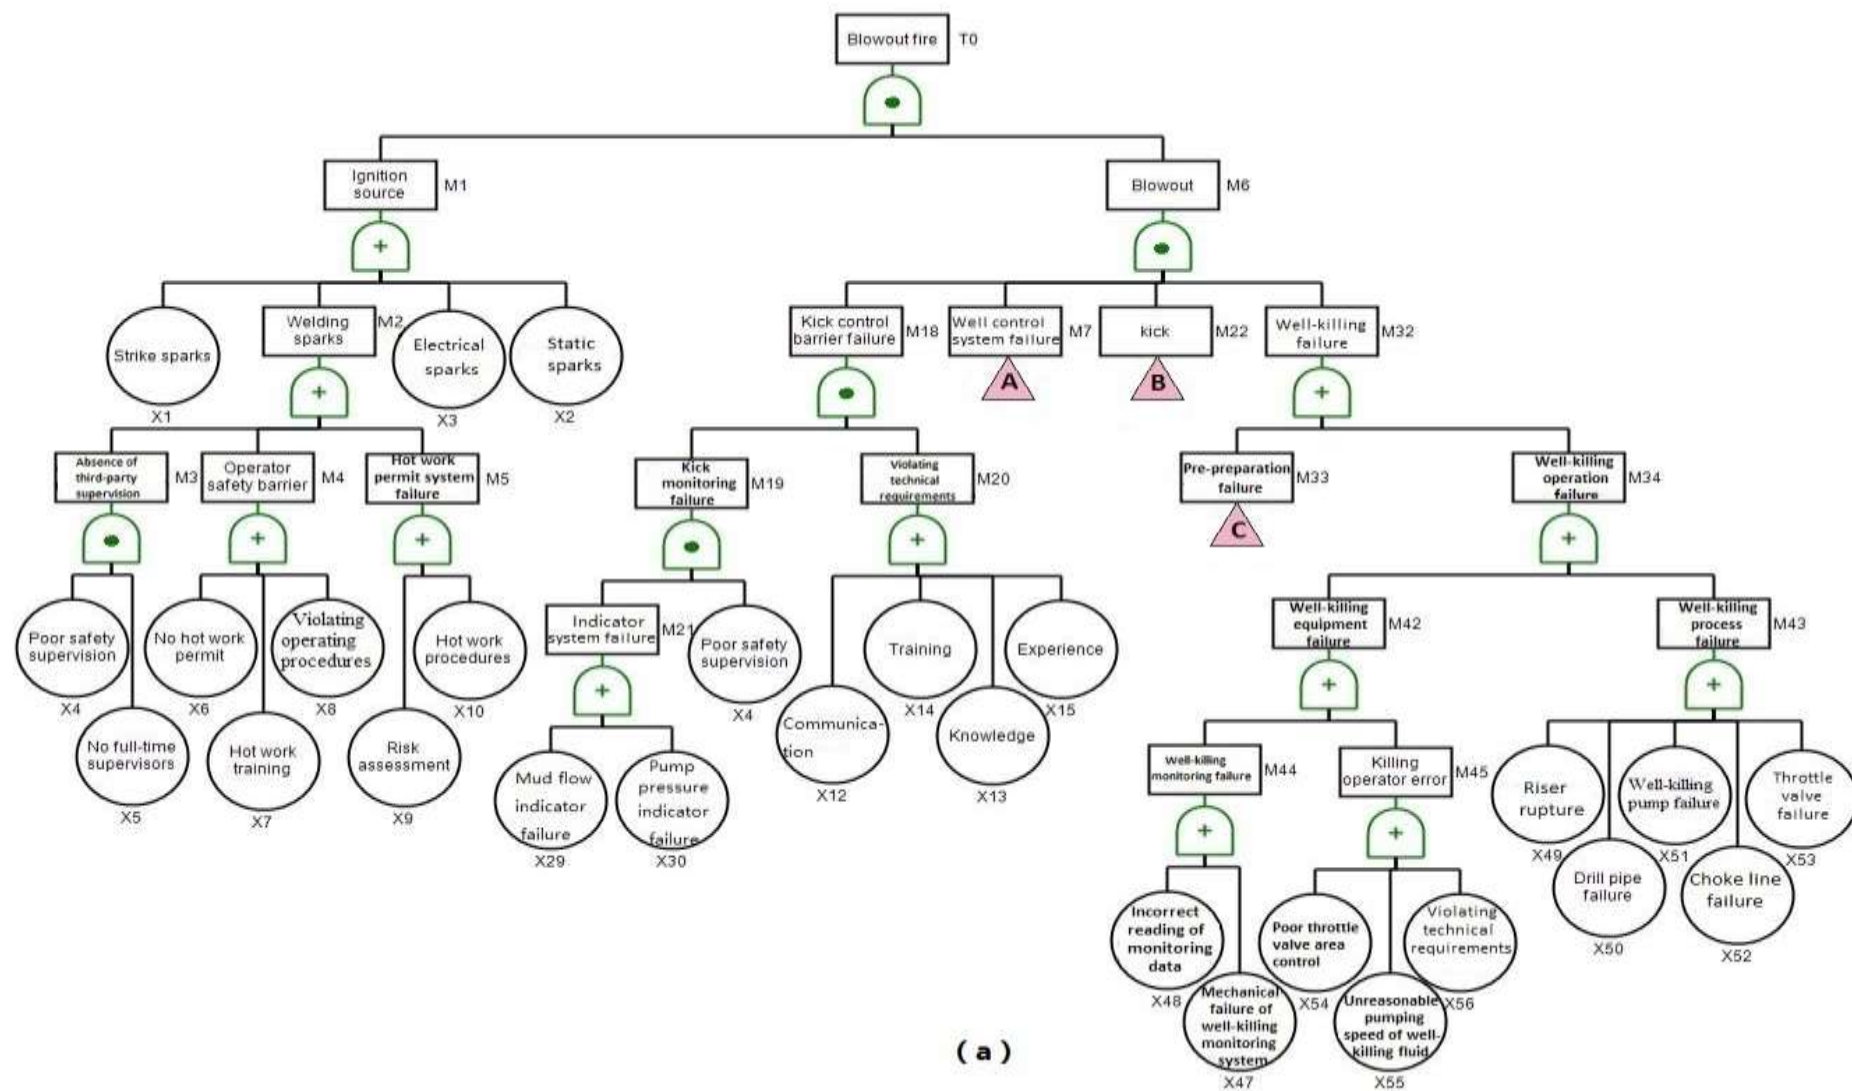 Blowout fire
T0
Ignition
source
M1
Blowout
M6
+
Strike sparks
X1
Welding
sparks
M2
Electrical
sparks
X3
Static
sparks
X2
Kick control
barrier failure
M18
Well control
system failure
M7
A
kick
M22
B
Well-killing
failure
M32
+
+
Absence of
third-party
supervision
M3
Operator
safety barrier
M4
Hot work
permit system
failure
M5
Kick
monitoring
failure
M19
Violating
technical
requirements
M20
Pre-preparation
failure
M33
C
Well-killing
operation
failure
M34
+
+
+
+
Poor safety
supervision
X4
No full-time
supervisors
X5
No hot work
permit
X6
Hot work
training
X7
Violating
operating
procedures
X8
Risk
assessment
X9
Hot work
procedures
X10
Indicator
system failure
M21
+
Poor safety
supervision
X4
Communica-
tion
X12
Training
X14
Knowledge
X13
Experience
X15
Mud flow
indicator
failure
X29
Pump
pressure
indicator
failure
X30
Well-killing
equipment
failure
M42
+
Well-killing
process
failure
M43
+
Well-killing
monitoring failure
M44
+
Killing
operator error
M45
+
Riser
rupture
X49
Drill pipe
failure
X50
Well-killing
pump failure
X51
Choke line
failure
X52
Throttle
valve
failure
X53
Incorrect
reading of
monitoring
data
X48
Mechanical
failure of
well-killing
monitoring
system
X47
Poor throttle
valve area
control
X54
Unreasonable
pumping
speed of well-
killing fluid
X55
Violating
technical
requirements
X56
(a)